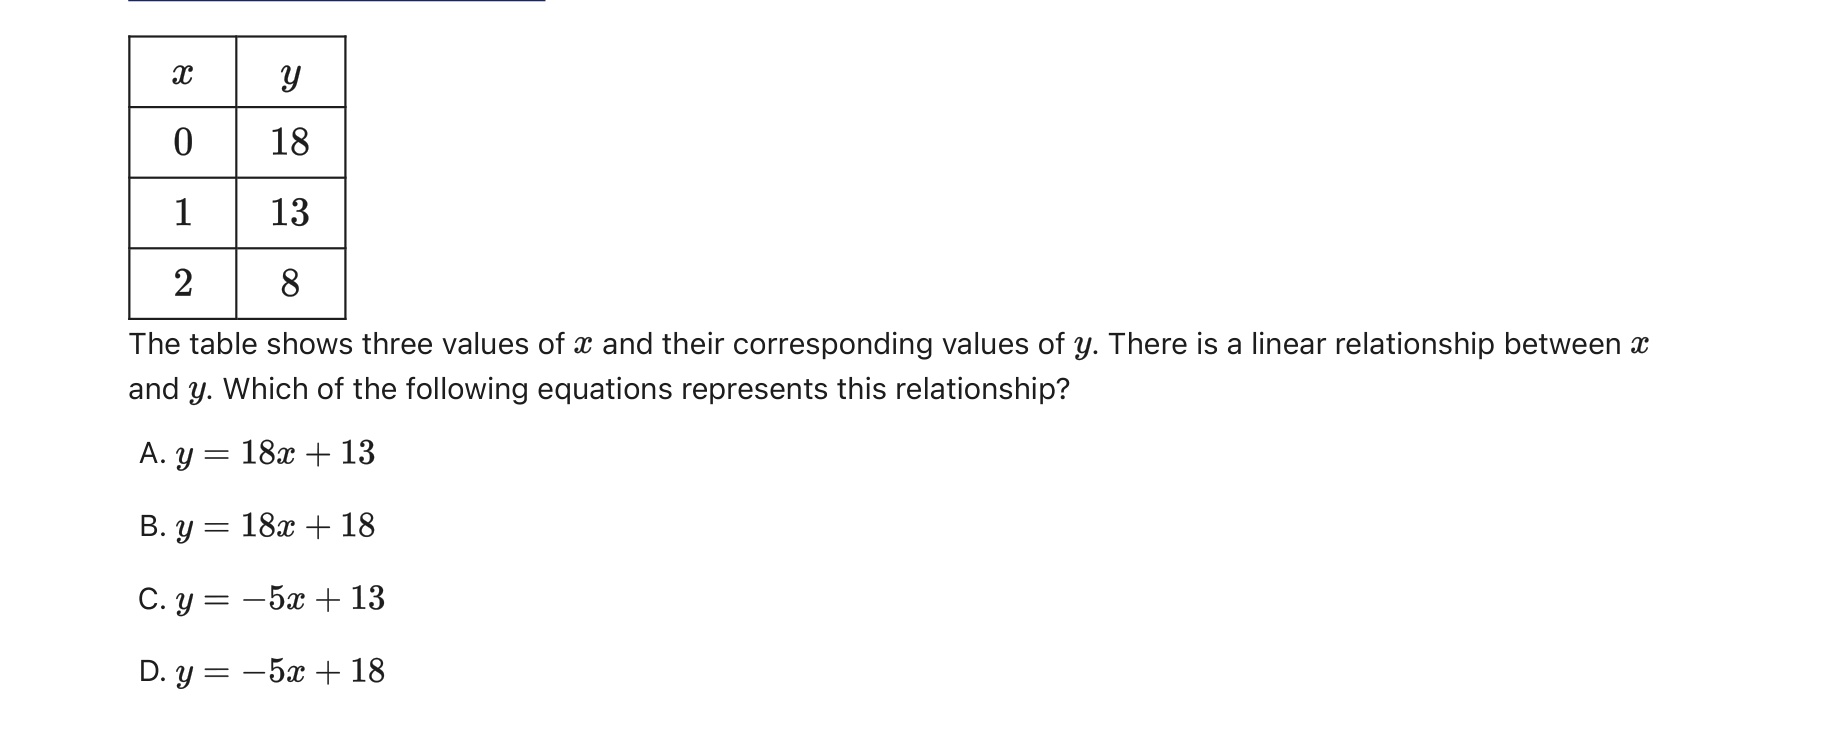 x y
0 18
1 13
2 8
The table shows three values of x and their corresponding values of y. There is a linear relationship between x
and y. Which of the following equations represents this relationship?
A. y = 18x + 13
B. y = 18x + 18
C. y = −5x + 13
D. y = −5x + 18